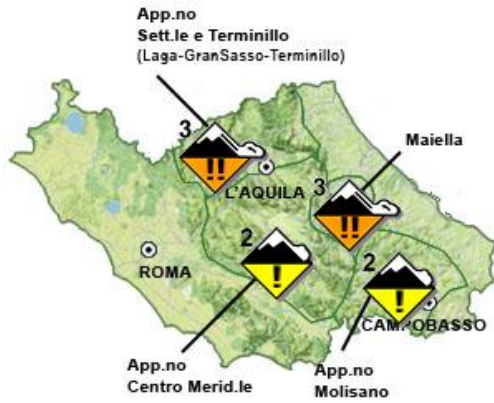 App.no
Sett.le e Terminillo
(Laga-GranSasso-Terminillo)
3
!!
L'AQUILA
Maiella
3
!!
2
!
ROMA
2
!
CAMPOBASSO
App.no
Centro Merid.le
App.no
Molisano